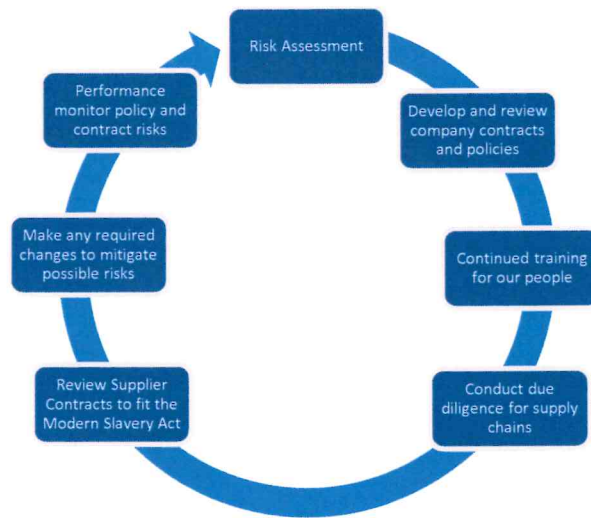 Risk Assessment
Develop and review
company contracts
and policies
Continued training
for our people
Conduct due
diligence for supply
chains
Review Supplier
Contracts to fit the
Modern Slavery Act
Make any required
changes to mitigate
possible risks
Performance
monitor policy and
contract risks